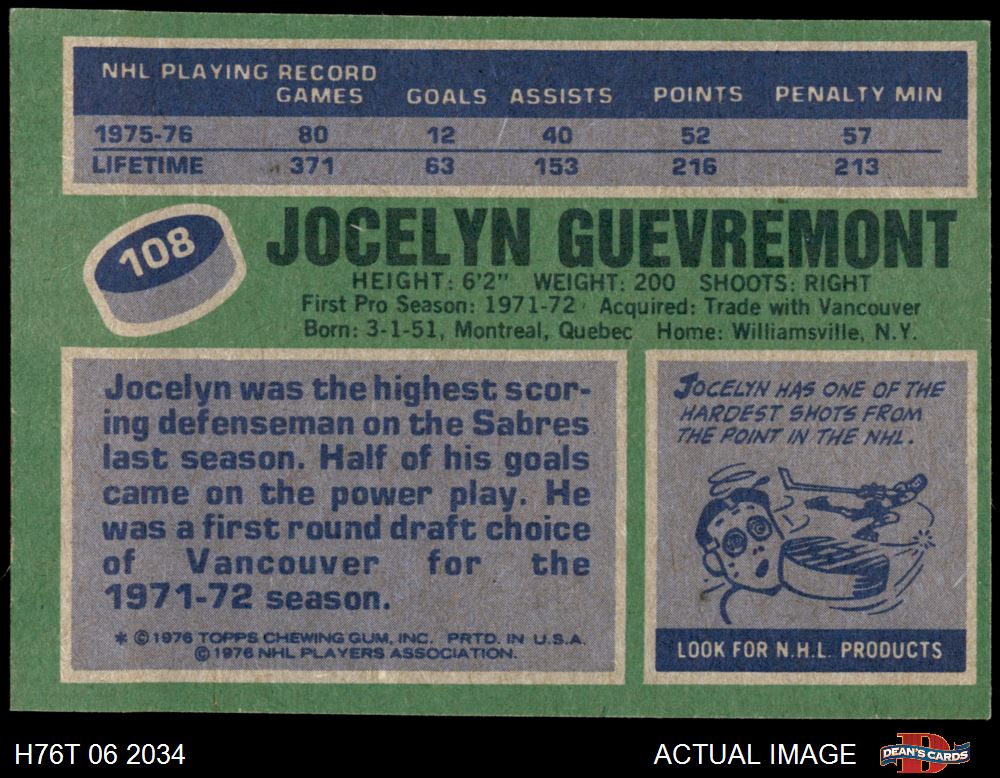 NHL PLAYING RECORD
GAMES GOALS ASSISTS POINTS PENALTY MIN
1975-76 80 12 40 52 57
LIFETIME 371 63 153 216 213
108
JOCELYN GUEVREMONT
HEIGHT: 6'2" WEIGHT: 200 SHOOTS: RIGHT
First Pro Season: 1971-72 Acquired: Trade with Vancouver
Born: 3-1-51, Montreal, Quebec Home: Williamsville, N.Y.
Jocelyn was the highest scor-
ing defenseman on the Sabres
last season. Half of his goals
came on the power play. He
was a first round draft choice
of Vancouver for the
1971-72 season.
* © 1976 TOPPS CHEWING GUM, INC. PRTD. IN U.S.A.
© 1976 NHL PLAYERS ASSOCIATION.
JOCELYN HAS ONE OF THE
HARDEST SHOTS FROM
THE POINT IN THE NHL.
LOOK FOR N.H.L. PRODUCTS
H76T 06 2034
ACTUAL IMAGE
D
DEAN'S CARDS